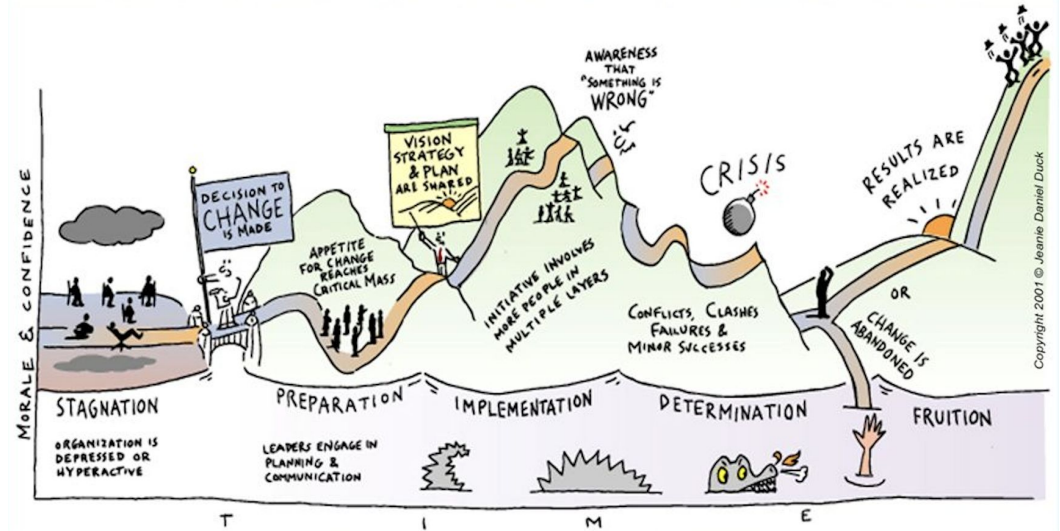 MORALE & CONFIDENCE
DECISION TO
CHANGE
IS MADE
APPETITE
FOR CHANGE
REACHES
CRITICAL MASS
VISION
STRATEGY
& PLAN
ARE SHARED
INITIATIVE INVOLVES
MORE PEOPLE IN
MULTIPLE LAYERS
AWARENESS
THAT
"SOMETHING IS
WRONG"
CRISIS
CONFLICTS, CLASHES
FAILURES &
MINOR SUCCESSES
RESULTS ARE
REALIZED
OR
CHANGE IS
ABANDONED
STAGNATION
ORGANIZATION IS
DEPRESSED OR
HYPERACTIVE
PREPARATION
LEADERS ENGAGE IN
PLANNING &
COMMUNICATION
IMPLEMENTATION
DETERMINATION
FRUITION
TIME
Copyright 2001 © Jeanie Daniel Duck